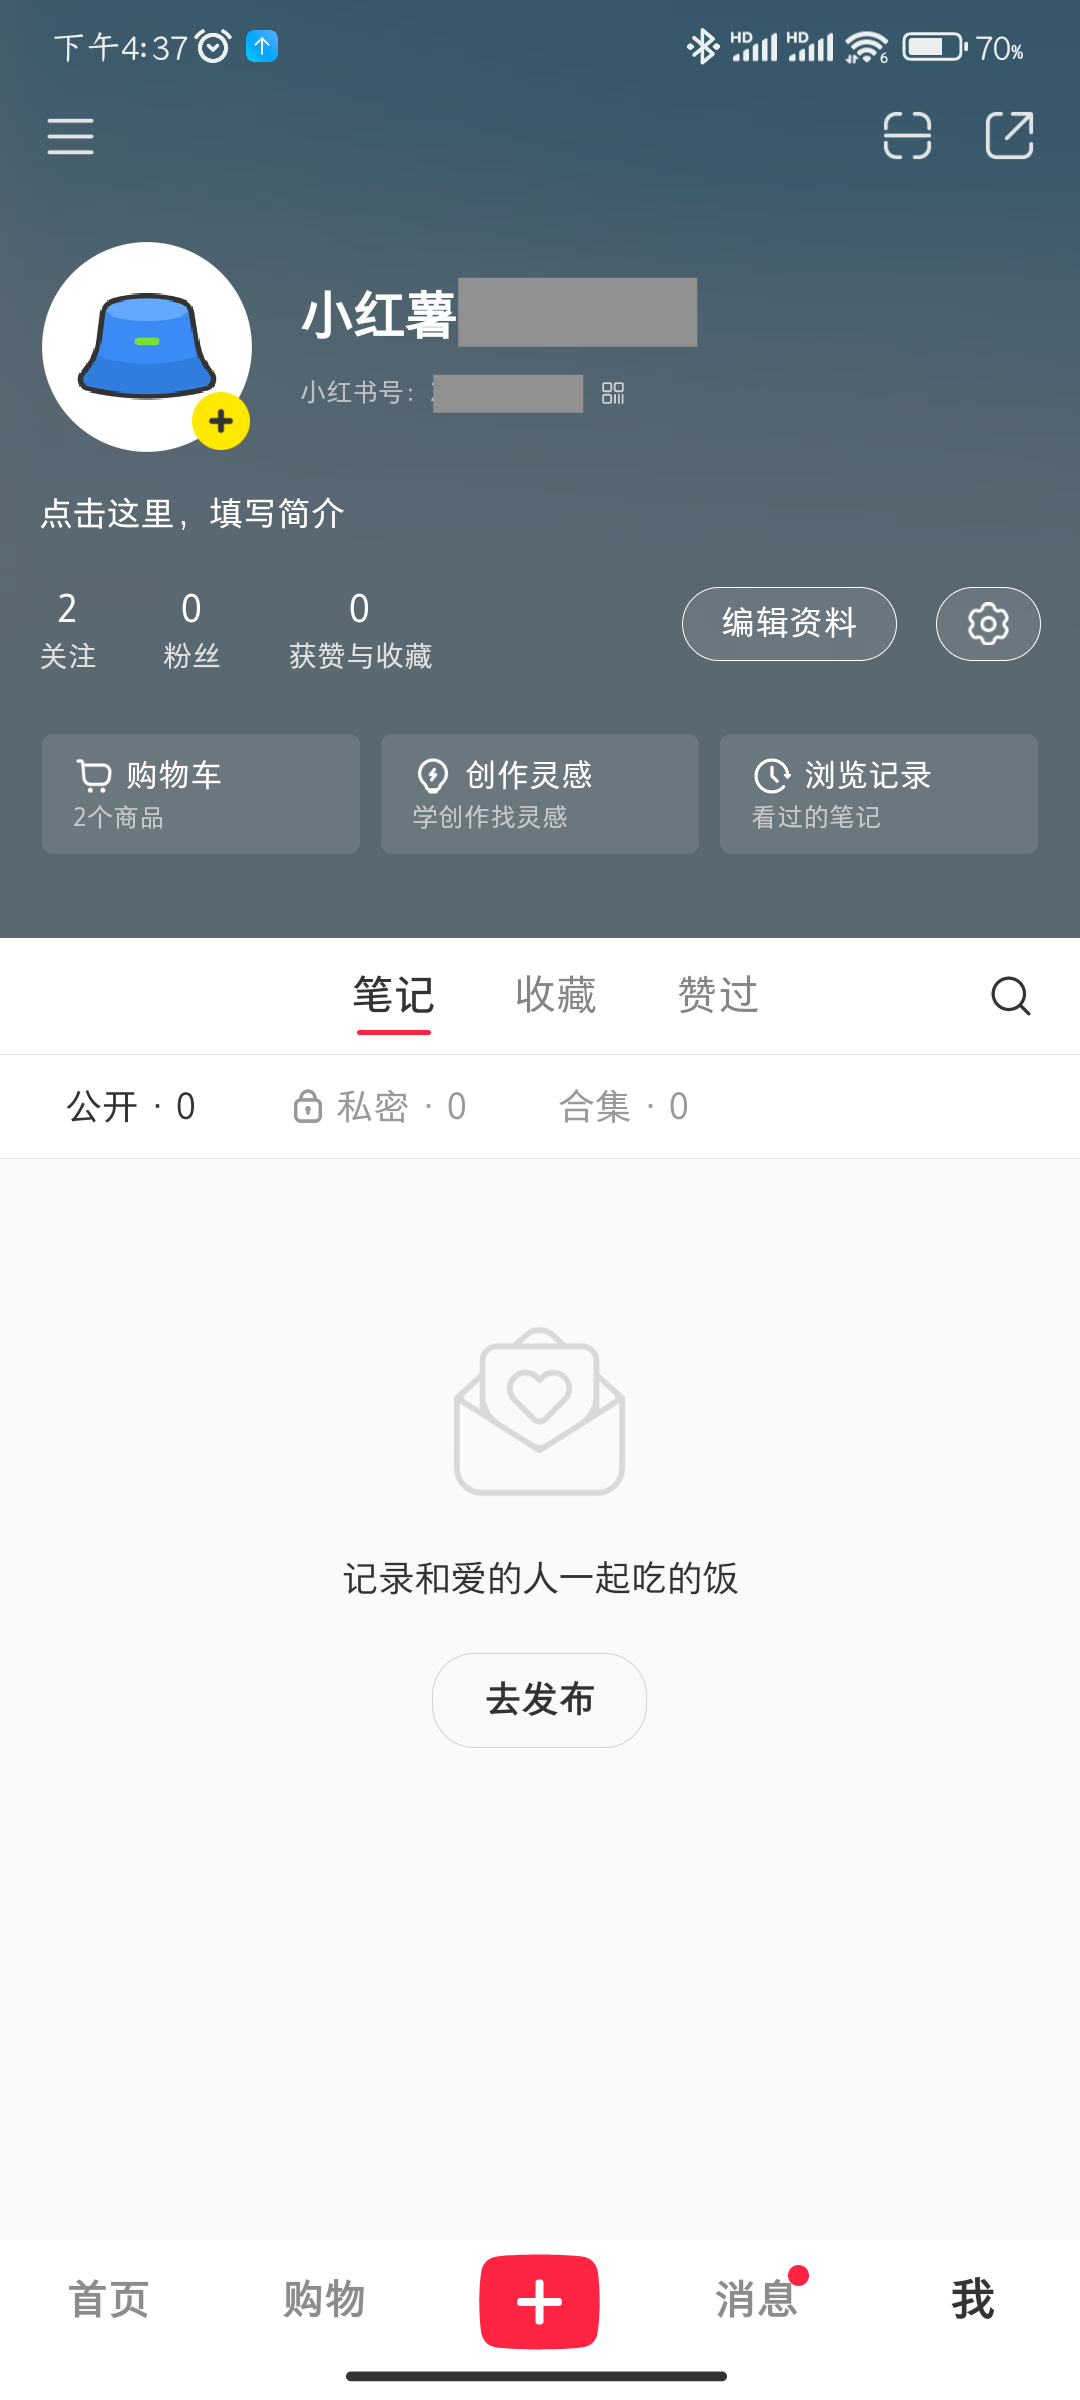 下午4:37
HD HD 6 70%
小红薯
小红书号：
点击这里，填写简介
2 0 0
关注 粉丝 获赞与收藏
编辑资料
购物车 创作灵感 浏览记录
2个商品 学创作找灵感 看过的笔记
笔记 收藏 赞过
公开 · 0 私密 · 0 合集 · 0
记录和爱的人一起吃的饭
去发布
首页 购物 消息 我